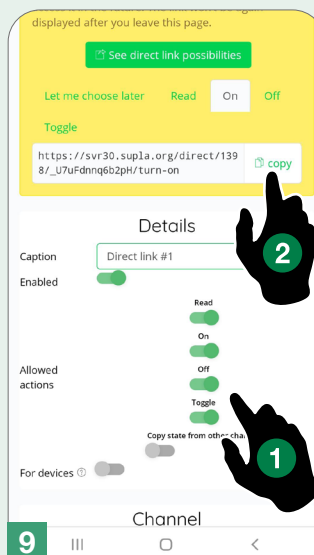 displayed after you leave this page.
See direct link possibilities
Let me choose later Read On Off
Toggle
https://svr30.supla.org/direct/139
8/_U7uFdnnq6b2pH/turn-on
copy
2
Details
Caption Direct link #1
Enabled
Read
On
Allowed
actions
Off
Toggle
Copy state from other
1
For devices
Channel
9